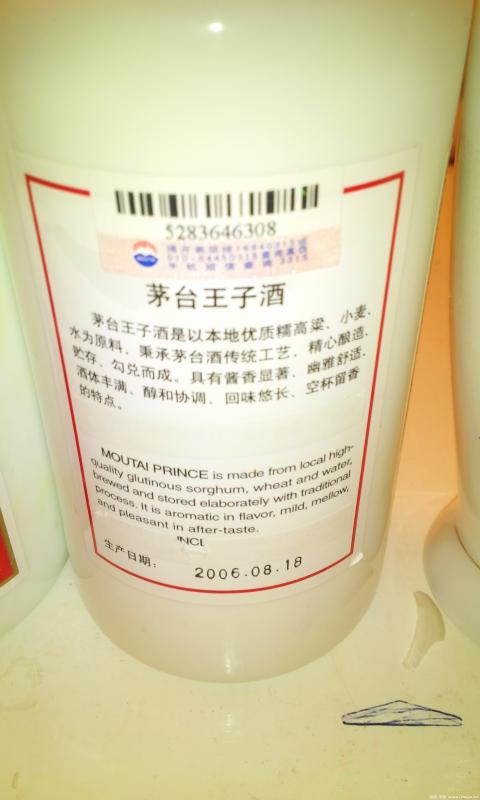 5283646308
茅台王子酒
茅台王子酒是以本地优质糯高粱、小麦、
水为原料，秉承茅台酒传统工艺，精心酿造、
贮存、勾兑而成。具有酱香显著、幽雅舒适、
酒体丰满、醇和协调、回味悠长、空杯留香
的特点。
MOUTAI PRINCE is made from local high-
quality glutinous sorghum, wheat and water,
brewed and stored elaborately with traditional
process. It is aromatic in flavor, mild, mellow,
and pleasant in after-taste.
生产日期：
2006.08.18